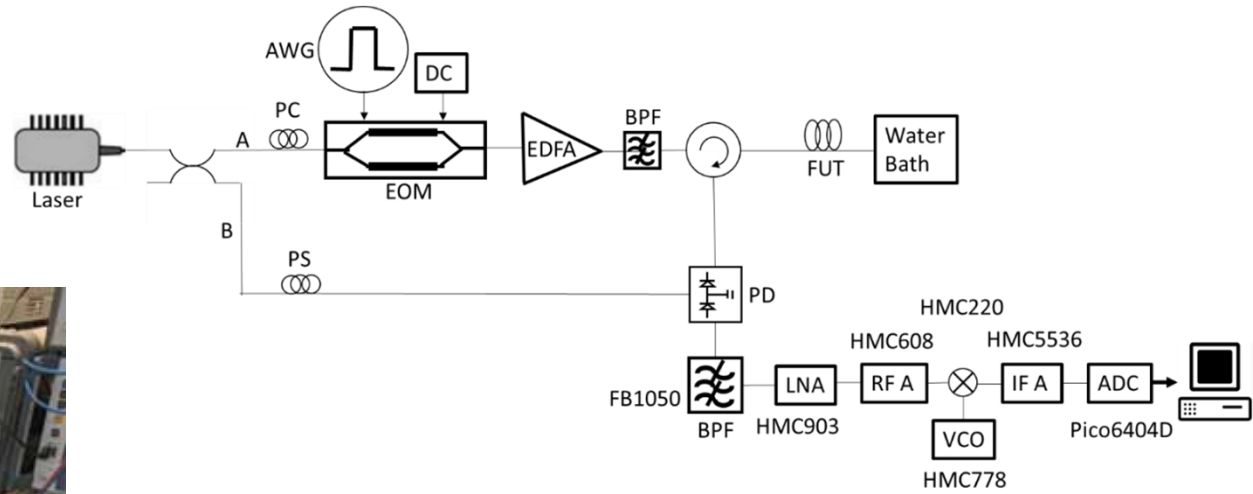 AWG
DC
PC
A
Laser
EOM
EDFA
BPF
FUT
Water
Bath
B
PS
PD
FB1050
BPF
LNA
HMC903
HMC608
RF A
HMC220
VCO
HMC778
HMC5536
IF A
ADC
Pico6404D